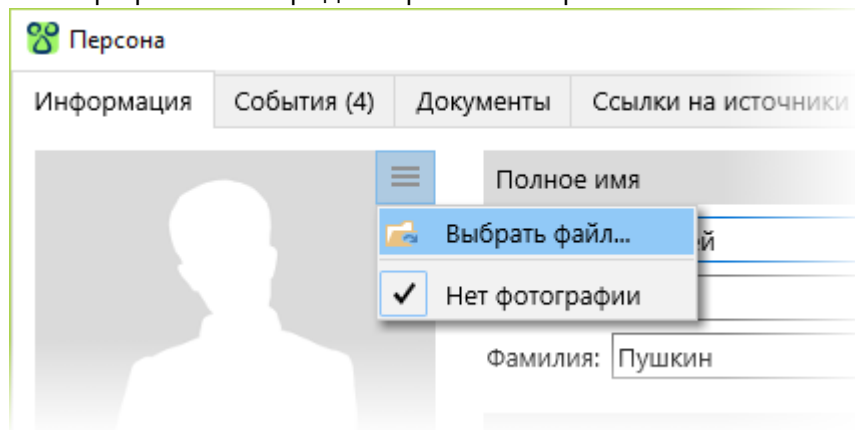 Персона
Информация События (4) Документы Ссылки на источники
Полное имя
Выбрать файл... й
Нет фотографии
Фамилия: Пушкин